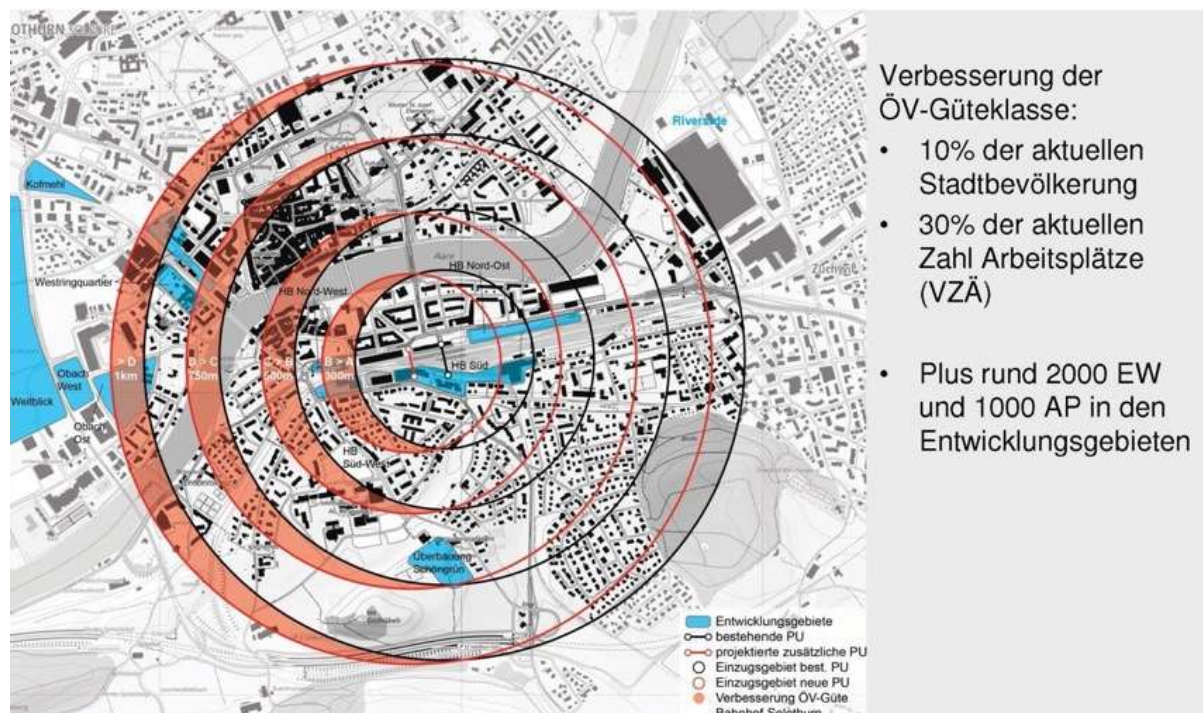 Verbesserung der
ÖV-Güteklasse:
• 10% der aktuellen
Stadtbevölkerung
• 30% der aktuellen
Zahl Arbeitsplätze
(VZÄ)
• Plus rund 2000 EW
und 1000 AP in den
Entwicklungsgebieten
Riverside
Kofmehl
Westringquartier
Aare
HB Nord-Ost
HB Nord-West
> D
1km
D > C
750m
C > B
500m
B > A
300m
HB Süd
Obach
West
Weitblick
Obach
Ost
HB
Süd-West
Überbauung
Schöngrün
Entwicklungsgebiete
bestehende PU
projektierte zusätzliche PU
Einzugsgebiet best. PU
Einzugsgebiet neue PU
Verbesserung ÖV-Güte
Bahnhof Solothurn